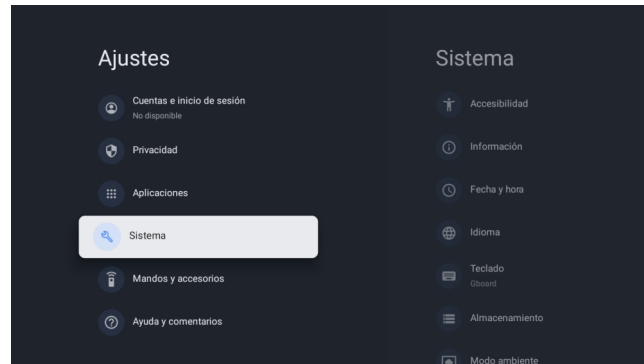 Ajustes
Cuentas e inicio de sesión
No disponible
Privacidad
Aplicaciones
Sistema
Mandos y accesorios
Ayuda y comentarios
Sistema
Accesibilidad
Información
Fecha y hora
Idioma
Teclado
Gboard
Almacenamiento
Modo ambiente